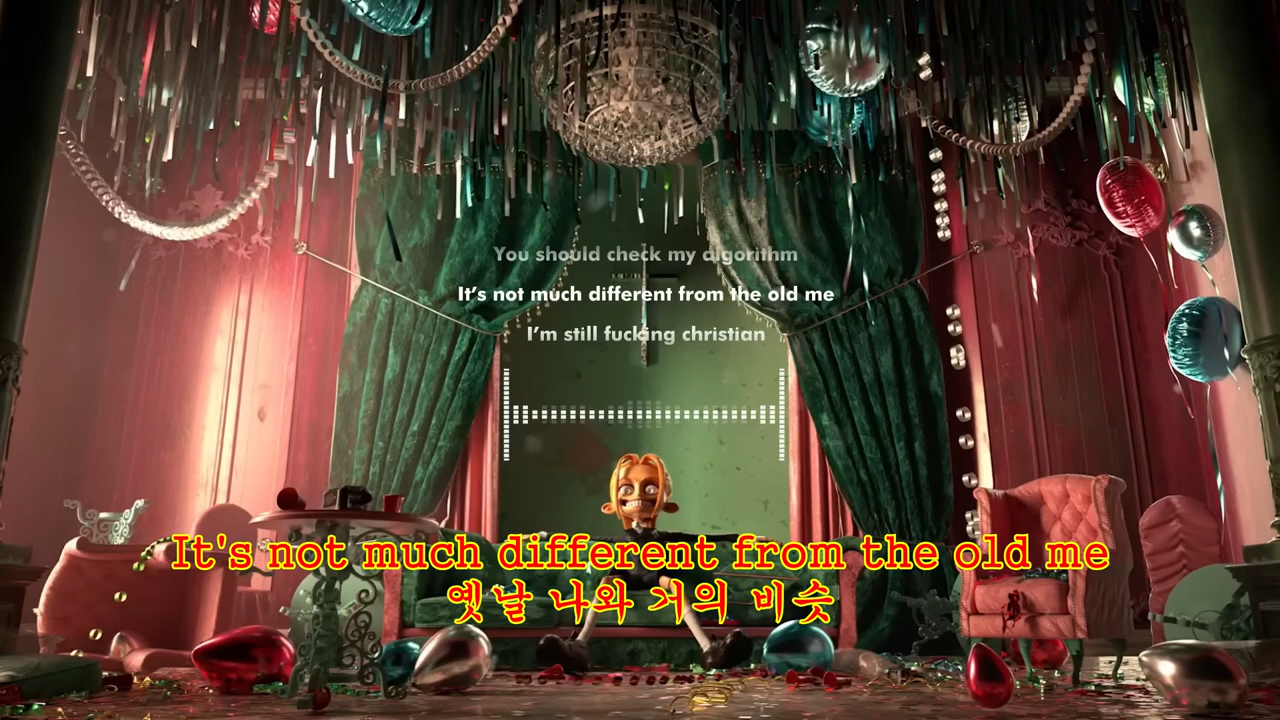 You should check my algorithm
It's not much different from the old me
I'm still fucking christian
It's not much different from the old me
옛날 나와 거의 비슷